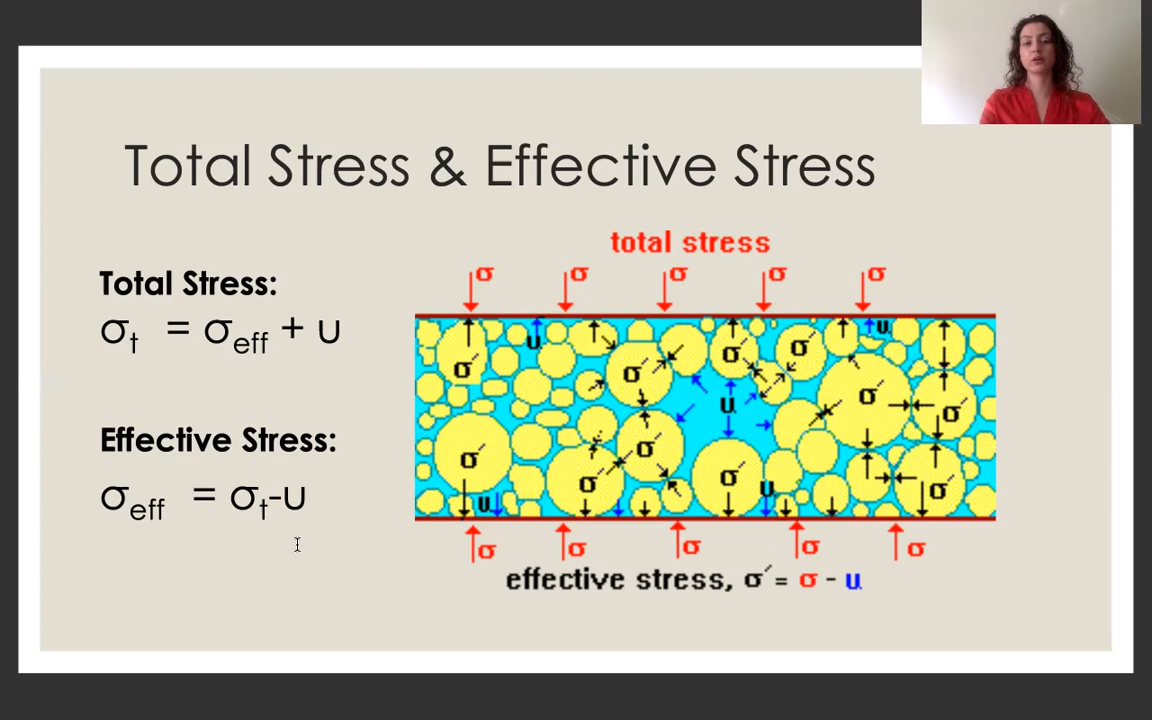 Total Stress & Effective Stress
total stress
σ σ σ σ σ
Total Stress:
σt = σeff + u
Effective Stress:
σeff = σt-u
u u
σ´ σ´ σ´ σ´ σ´
u σ´
σ´ σ´ σ´
σ´ σ´ u σ´
u
σ σ σ σ σ
effective stress, σ´= σ - u